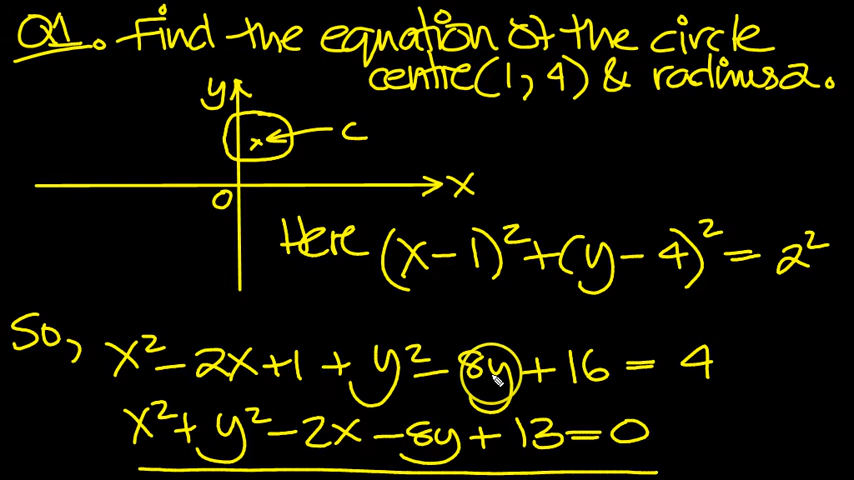 Q1. Find the equation of the circle
centre (1, 4) & radius 2.
y
x C
x
0
Here (x - 1)² + (y - 4)² = 2²
So, x² - 2x + 1 + y² - 8y + 16 = 4
x² + y² - 2x - 8y + 13 = 0